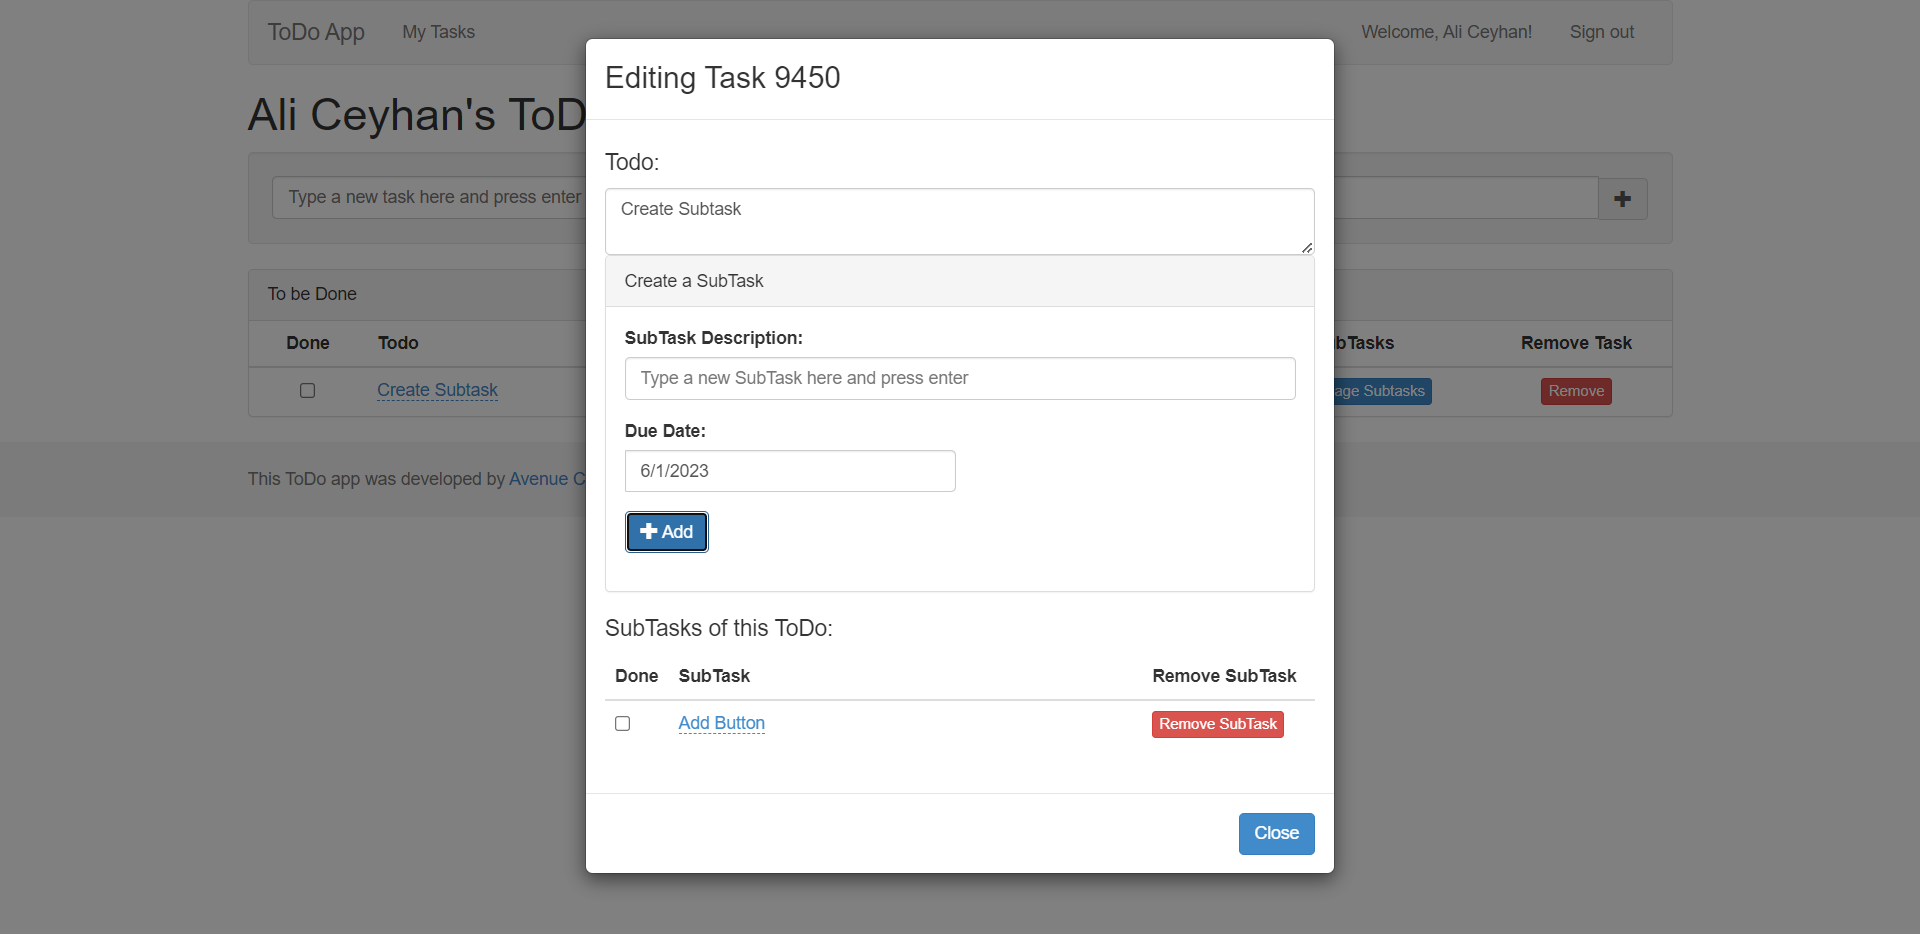 ToDo App My Tasks Welcome, Ali Ceyhan! Sign out
Editing Task 9450
Ali Ceyhan's ToD
Todo:
Type a new task here and press enter
Create Subtask
Create a SubTask
To be Done
SubTask Description:
Done Todo bTasks Remove Task
Type a new SubTask here and press enter
Create Subtask age Subtasks Remove
Due Date:
6/1/2023
This ToDo app was developed by Avenue C
Add
SubTasks of this ToDo:
Done SubTask Remove SubTask
Add Button Remove SubTask
Close